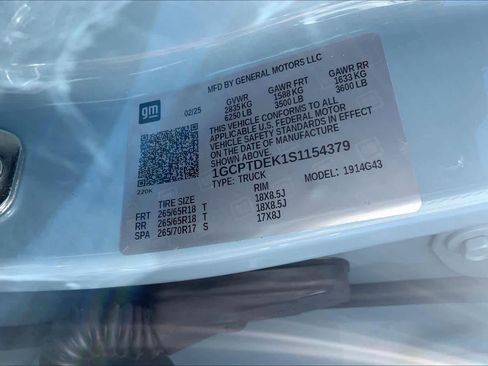 MFD BY GENERAL MOTORS LLC
gm
02/25
GVWR GAWR FRT GAWR RR
2835 KG 1588 KG 1633 KG
6250 LB 3500 LB 3600 LB
THIS VEHICLE CONFORMS TO ALL
APPLICABLE U.S. FEDERAL MOTOR
VEHICLE SAFETY STANDARDS IN EFFECT
ON THE DATE OF MANUFACTURE
SHOWN ABOVE.
1GCPTDEK1S1154379
220K
TYPE: TRUCK MODEL: 1914G43
TIRE SIZE RIM
FRT 265/65R18 T 18X8.5J
RR 265/65R18 T 18X8.5J
SPA 265/70R17 S 17X8J